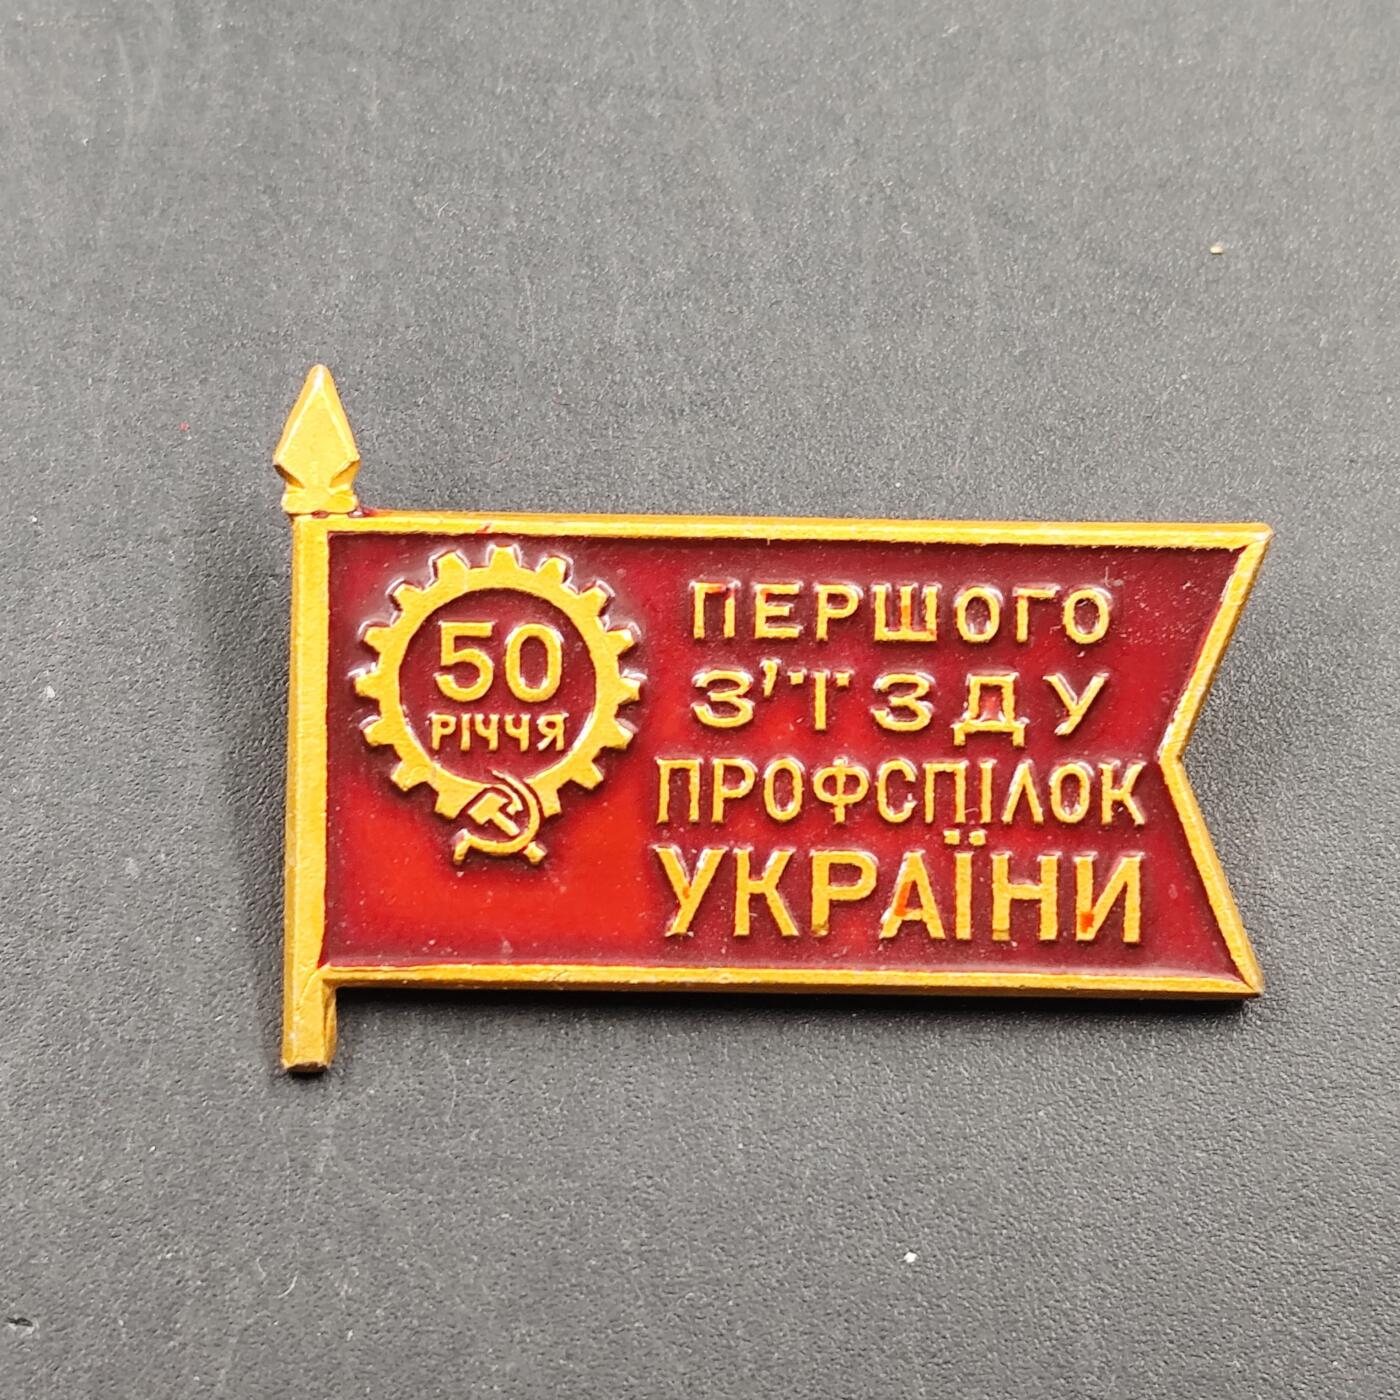 50
РІЧЧЯ
ПЕРШОГО
З'ЇЗДУ
ПРОФСПІЛОК
УКРАЇНИ